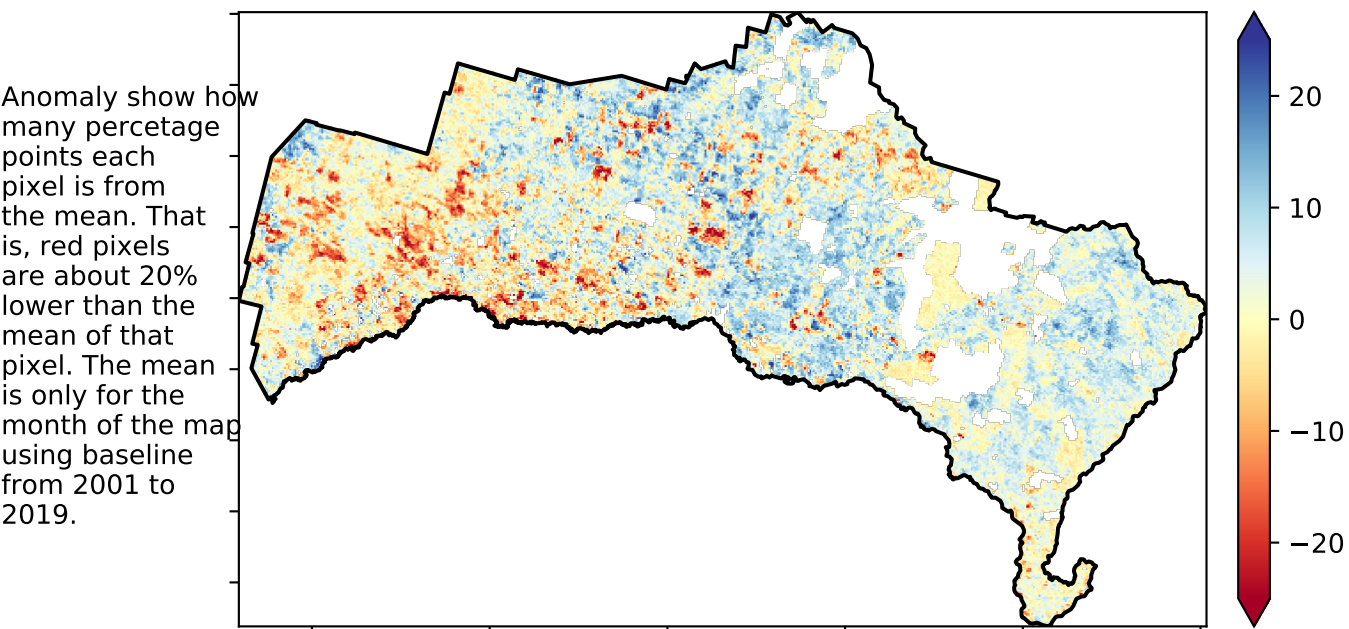 Anomaly show how
many percetage
points each
pixel is from
the mean. That
is, red pixels
are about 20%
lower than the
mean of that
pixel. The mean
is only for the
month of the map
using baseline
from 2001 to
2019.
20
10
0
−10
−20